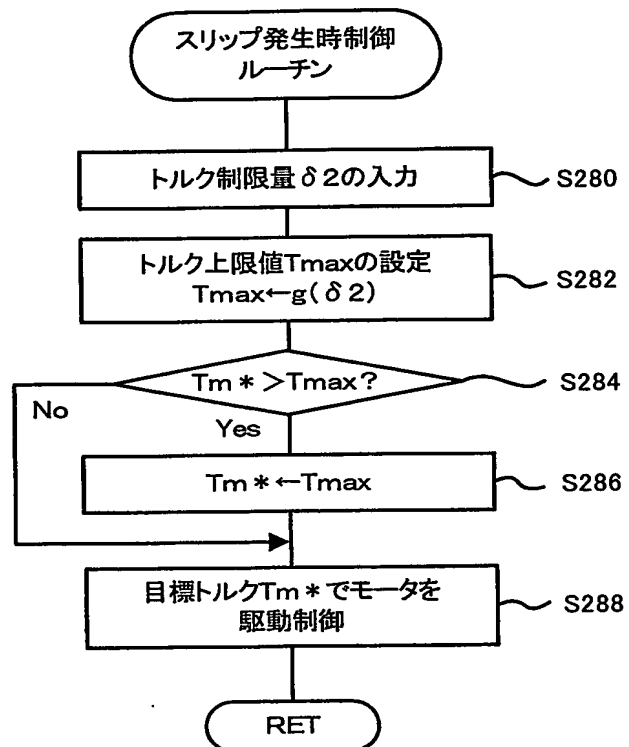 スリップ発生時制御
ルーチン
トルク制限量δ2の入力
S280
トルク上限値Tmaxの設定
Tmax←g(δ2)
S282
Tm*>Tmax?
S284
No
Yes
Tm*←Tmax
S286
目標トルクTm*でモータを
駆動制御
S288
RET